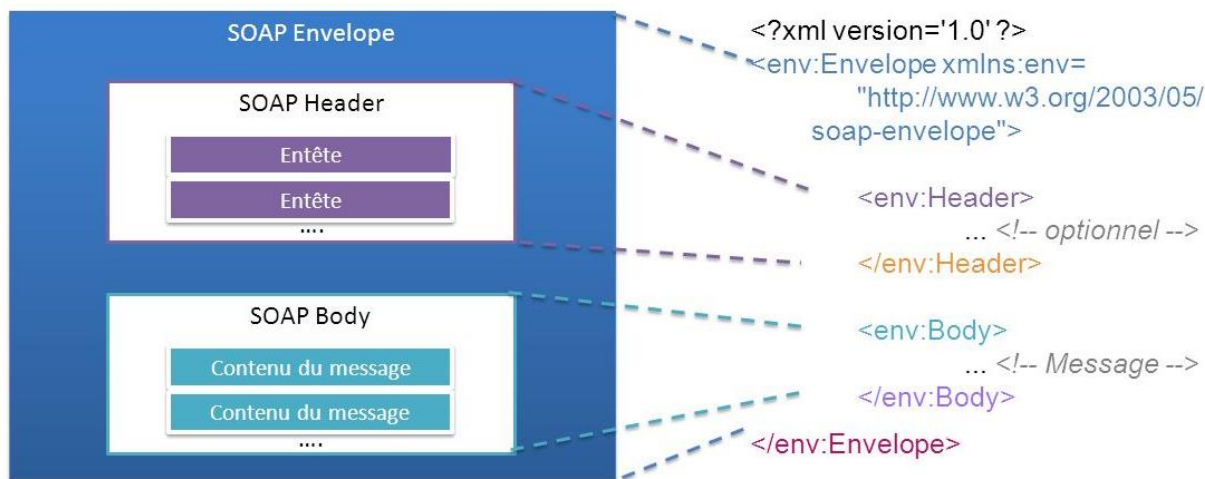 SOAP Envelope
SOAP Header
Entête
Entête
....
SOAP Body
Contenu du message
Contenu du message
....
<?xml version='1.0' ?>
<env:Envelope xmlns:env=
"http://www.w3.org/2003/05/
soap-envelope">
<env:Header>
... <!-- optionnel -->
</env:Header>
<env:Body>
... <!-- Message -->
</env:Body>
</env:Envelope>